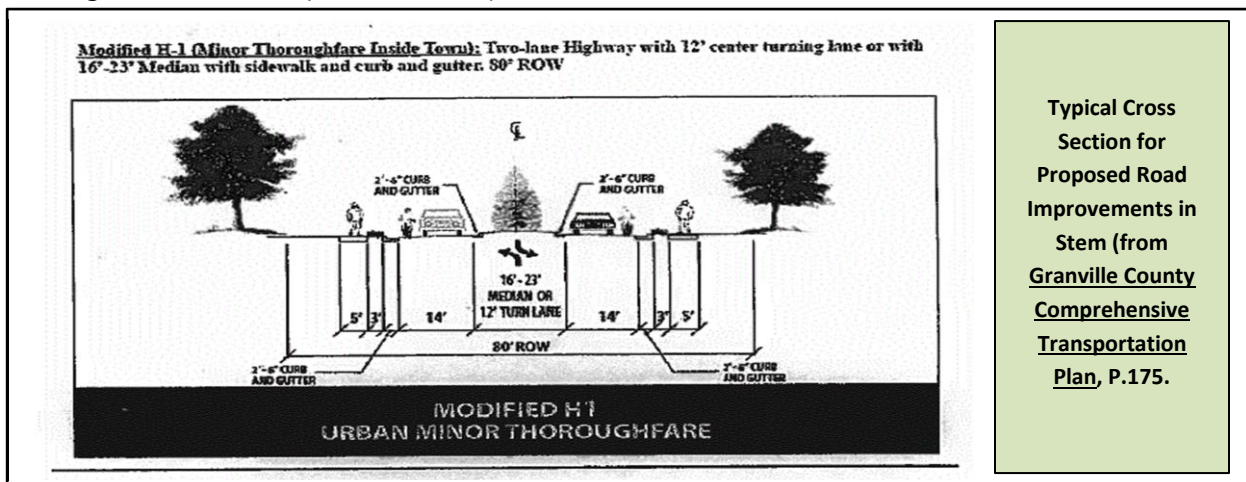 Modified H-1 (Minor Thoroughfare Inside Town): Two-lane Highway with 12' center turning lane or with
16'-23' Median with sidewalk and curb and gutter. 80' ROW
℄
2'-6" CURB
AND GUTTER
2'-6" CURB
AND GUTTER
16'-23'
MEDIAN OR
12' TURN LANE
5' 3' 14' 14' 3' 5'
80' ROW
2'-6" CURB
AND GUTTER
2'-6" CURB
AND GUTTER
MODIFIED H1
URBAN MINOR THOROUGHFARE
Typical Cross
Section for
Proposed Road
Improvements in
Stem (from
Granville County
Comprehensive
Transportation
Plan, P.175.